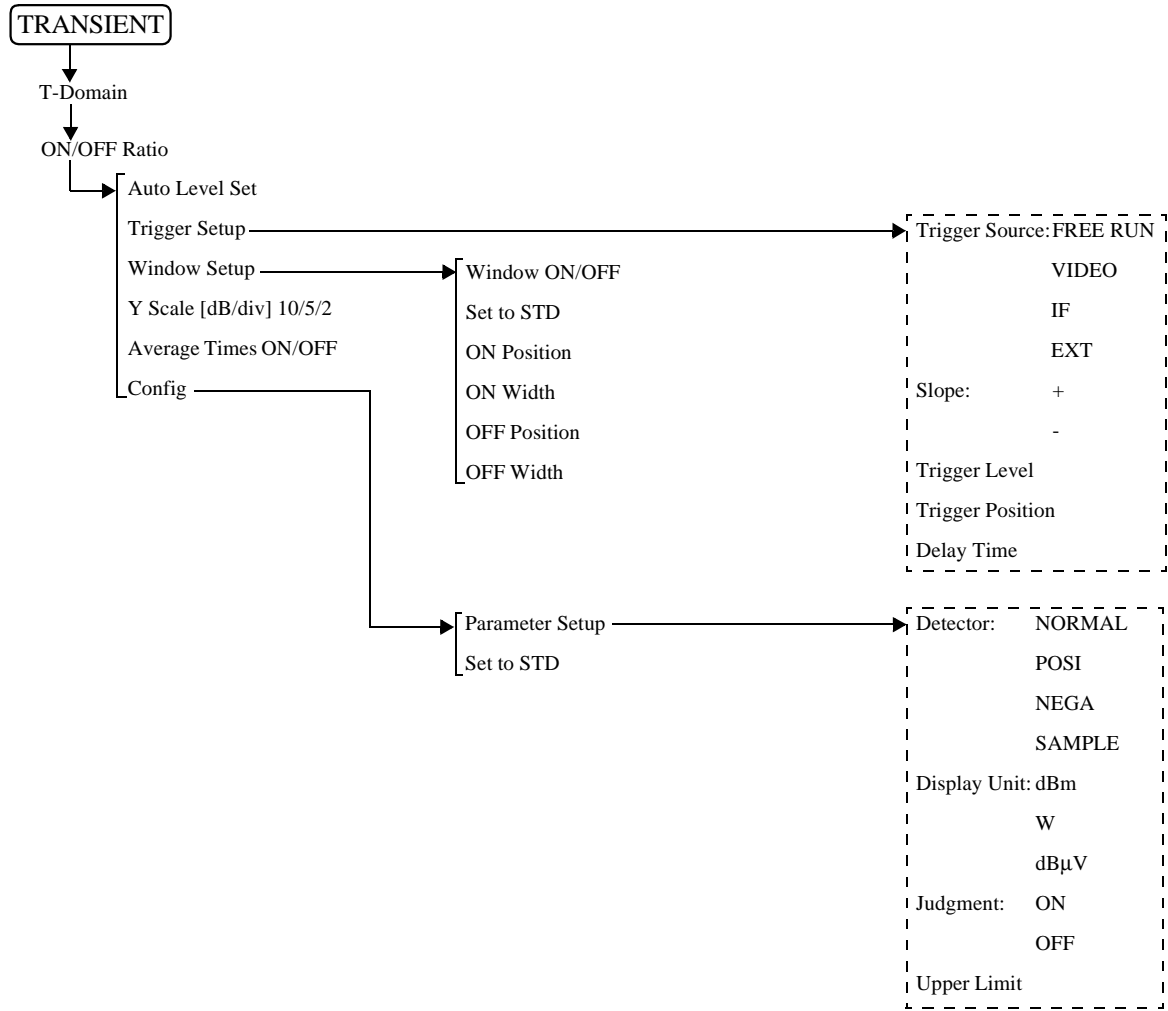 TRANSIENT
T-Domain
ON/OFF Ratio
Auto Level Set
Trigger Setup
Window Setup
Y Scale [dB/div] 10/5/2
Average Times ON/OFF
Config
Window ON/OFF
Set to STD
ON Position
ON Width
OFF Position
OFF Width
Trigger Source: FREE RUN
VIDEO
IF
EXT
Slope: +
-
Trigger Level
Trigger Position
Delay Time
Parameter Setup
Set to STD
Detector: NORMAL
POSI
NEGA
SAMPLE
Display Unit: dBm
W
dBµV
Judgment: ON
OFF
Upper Limit